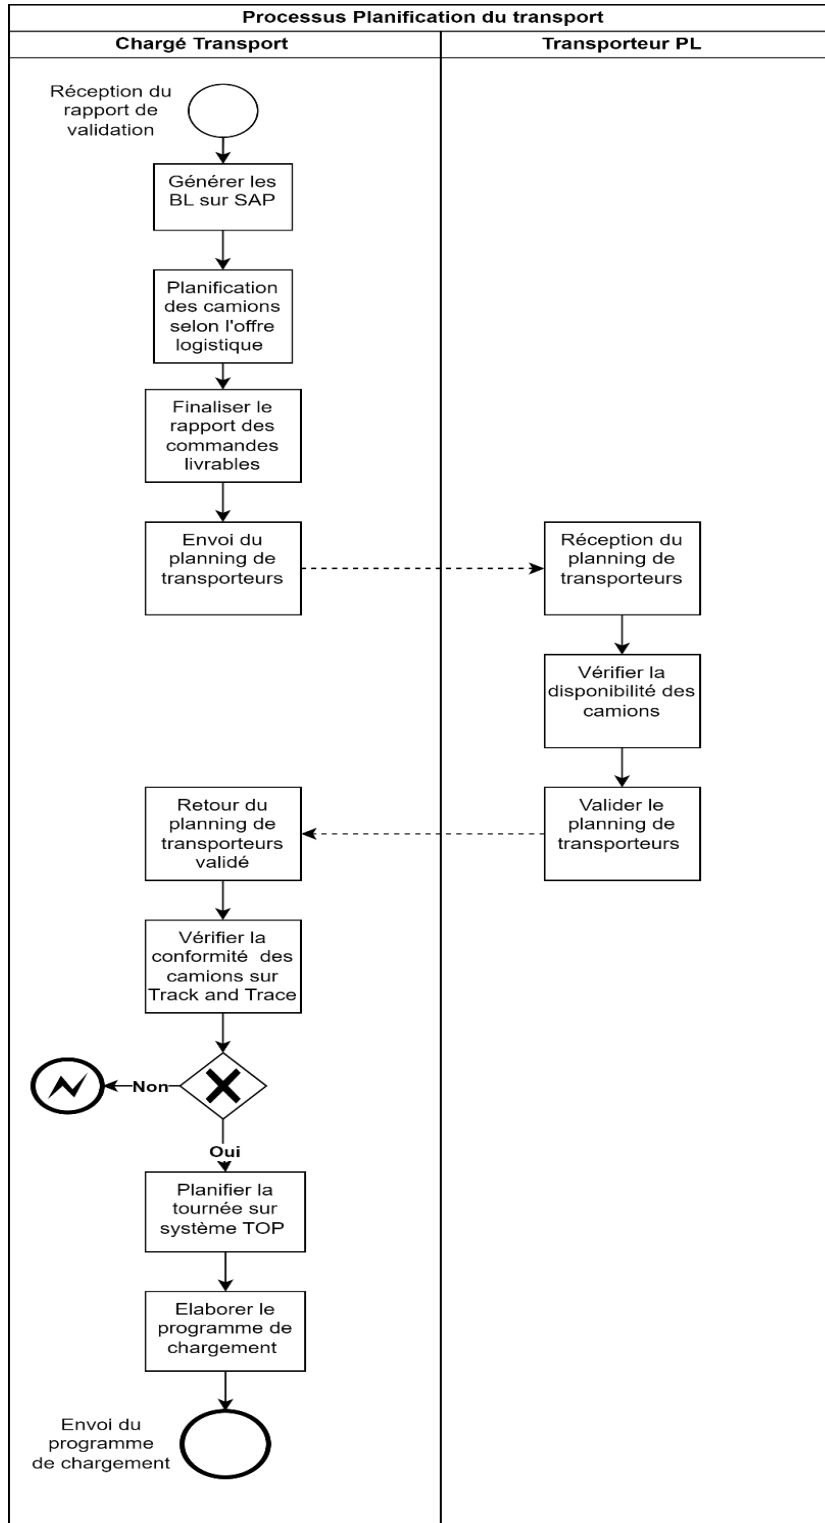 Processus Planification du transport
Chargé Transport
Transporteur PL
Réception du
rapport de
validation
Générer les
BL sur SAP
Planification
des camions
selon l'offre
logistique
Finaliser le
rapport des
commandes
livrables
Envoi du
planning de
transporteurs
Réception du
planning de
transporteurs
Vérifier la
disponibilité des
camions
Valider le
planning de
transporteurs
Retour du
planning de
transporteurs
validé
Vérifier la
conformité des
camions sur
Track and Trace
Non
Oui
Planifier la
tournée sur
système TOP
Elaborer le
programme de
chargement
Envoi du
programme
de chargement